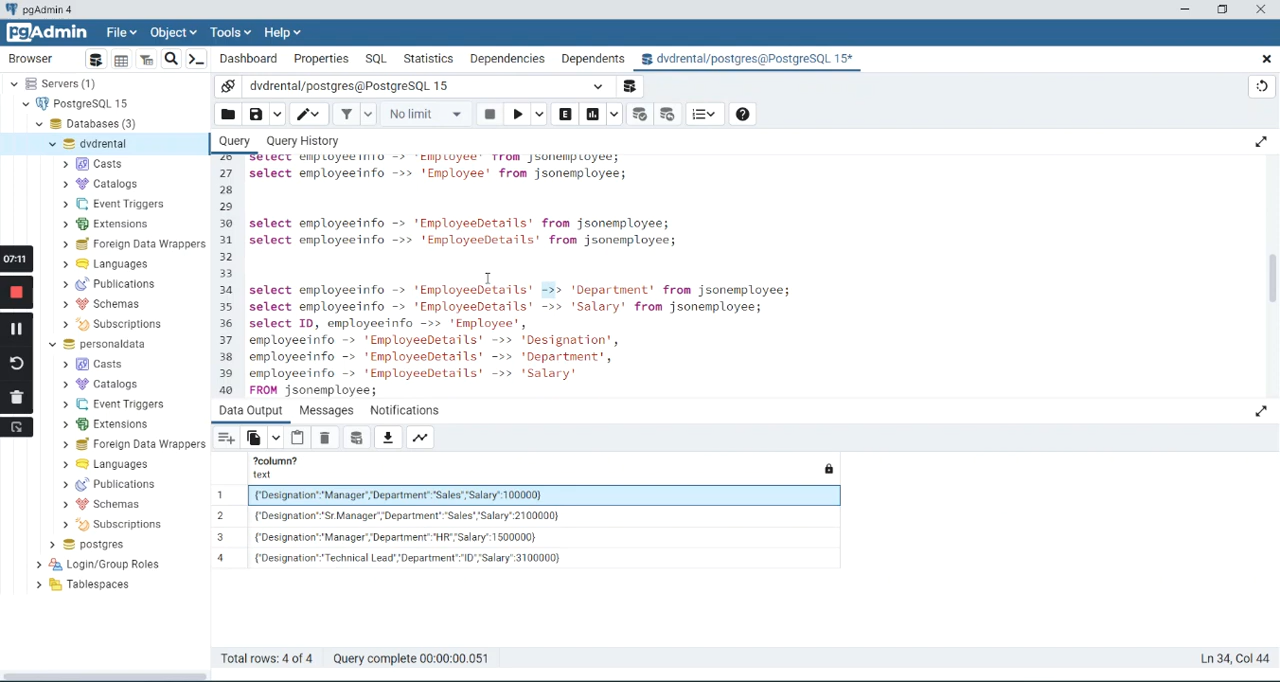 pgAdmin 4
pgAdmin File Object Tools Help
Browser Dashboard Properties SQL Statistics Dependencies Dependents dvdrental/postgres@PostgreSQL 15*
Servers (1)
PostgreSQL 15
Databases (3)
dvdrental
Casts
Catalogs
Event Triggers
Extensions
Foreign Data Wrappers
Languages
Publications
Schemas
Subscriptions
personaldata
Casts
Catalogs
Event Triggers
Extensions
Foreign Data Wrappers
Languages
Publications
Schemas
Subscriptions
postgres
Login/Group Roles
Tablespaces
07:11
dvdrental/postgres@PostgreSQL 15
No limit
E
Query Query History
26 select employeeinfo -> 'Employee' from jsonemployee;
27 select employeeinfo ->> 'Employee' from jsonemployee;
28
29
30 select employeeinfo -> 'EmployeeDetails' from jsonemployee;
31 select employeeinfo ->> 'EmployeeDetails' from jsonemployee;
32
33
34 select employeeinfo -> 'EmployeeDetails' ->> 'Department' from jsonemployee;
35 select employeeinfo -> 'EmployeeDetails' ->> 'Salary' from jsonemployee;
36 select ID, employeeinfo ->> 'Employee',
37 employeeinfo -> 'EmployeeDetails' ->> 'Designation',
38 employeeinfo -> 'EmployeeDetails' ->> 'Department',
39 employeeinfo -> 'EmployeeDetails' ->> 'Salary'
40 FROM jsonemployee;
Data Output Messages Notifications
?column?
text
1 {"Designation":"Manager","Department":"Sales","Salary":100000}
2 {"Designation":"Sr.Manager","Department":"Sales","Salary":2100000}
3 {"Designation":"Manager","Department":"HR","Salary":1500000}
4 {"Designation":"Technical Lead","Department":"ID","Salary":3100000}
Total rows: 4 of 4 Query complete 00:00:00.051 Ln 34, Col 44